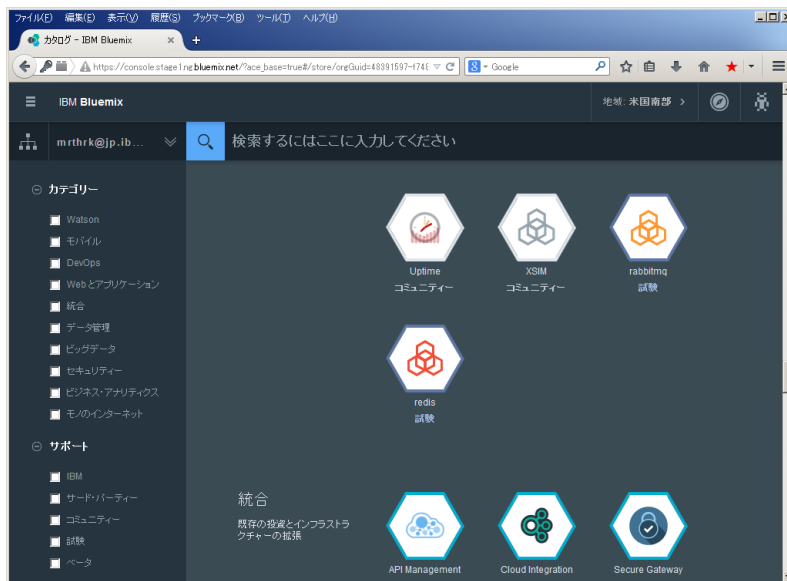 ファイル(F) 編集(E) 表示(V) 履歴(S) ブックマーク(B) ツール(T) ヘルプ(H)
カタログ - IBM Bluemix × +
https://console.stage1.ng.bluemix.net/?ace_base=true#/store/orgGuid=48391597-f74 Google
IBM Bluemix 地域: 米国南部 >
mrthrk@jp.ib... 検索するにはここに入力してください
カテゴリー
Watson
モバイル
DevOps
Webとアプリケーション
統合
データ管理
ビッグデータ
セキュリティー
ビジネス・アナリティクス
モノのインターネット
サポート
IBM
サード・パーティー
コミュニティー
試験
ベータ
Uptime
コミュニティー
XSIM
コミュニティー
rabbitmq
試験
redis
試験
統合
既存の投資とインフラストラ
クチャーの拡張
API Management
Cloud Integration
Secure Gateway